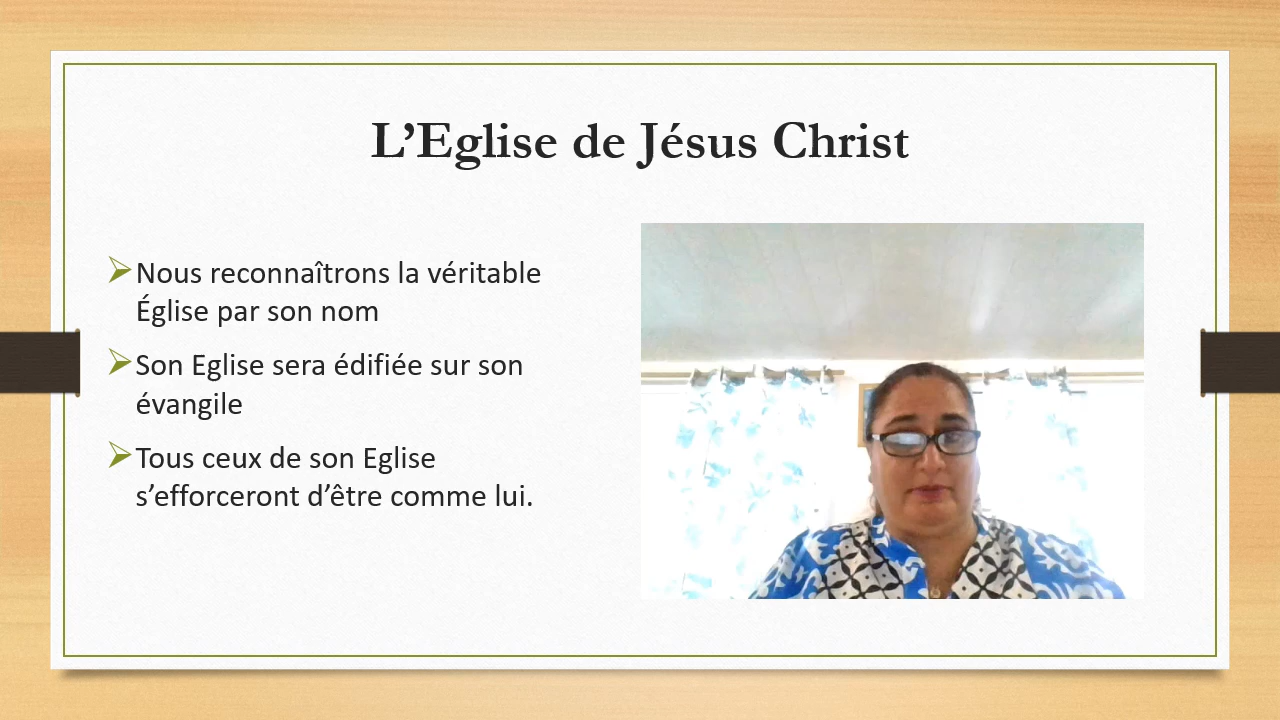 L’Eglise de Jésus Christ
Nous reconnaîtrons la véritable
Église par son nom
Son Eglise sera édifiée sur son
évangile
Tous ceux de son Eglise
s’efforceront d’être comme lui.